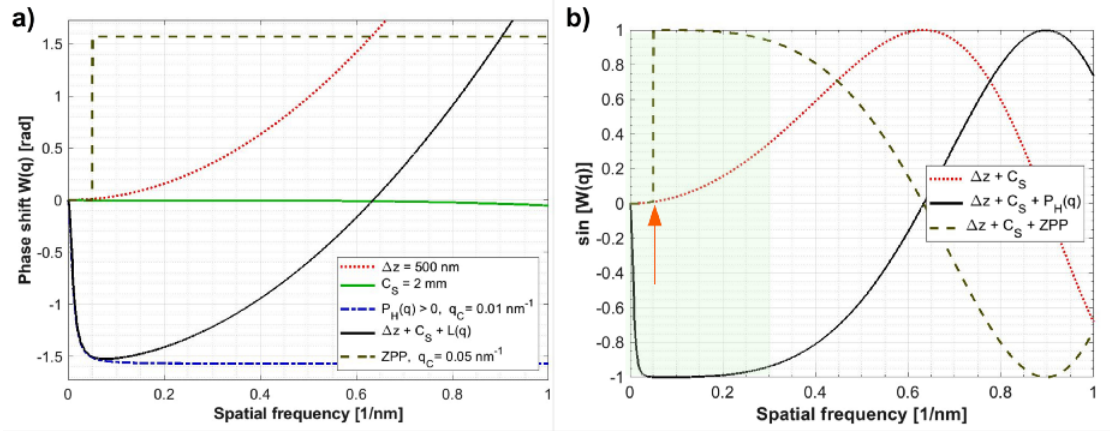 a)
Phase shift W(q) [rad]
1.5
1
0.5
0
-0.5
-1
-1.5
0 0.2 0.4 0.6 0.8 1
Spatial frequency [1/nm]
Δz = 500 nm
C_S = 2 mm
P_H(q) > 0, q_C = 0.01 nm⁻¹
Δz + C_S + L(q)
ZPP, q_C = 0.05 nm⁻¹
b)
sin [W(q)]
1
0.8
0.6
0.4
0.2
0
-0.2
-0.4
-0.6
-0.8
-1
0 0.2 0.4 0.6 0.8 1
Spatial frequency [1/nm]
Δz + C_S
Δz + C_S + P_H(q)
Δz + C_S + ZPP